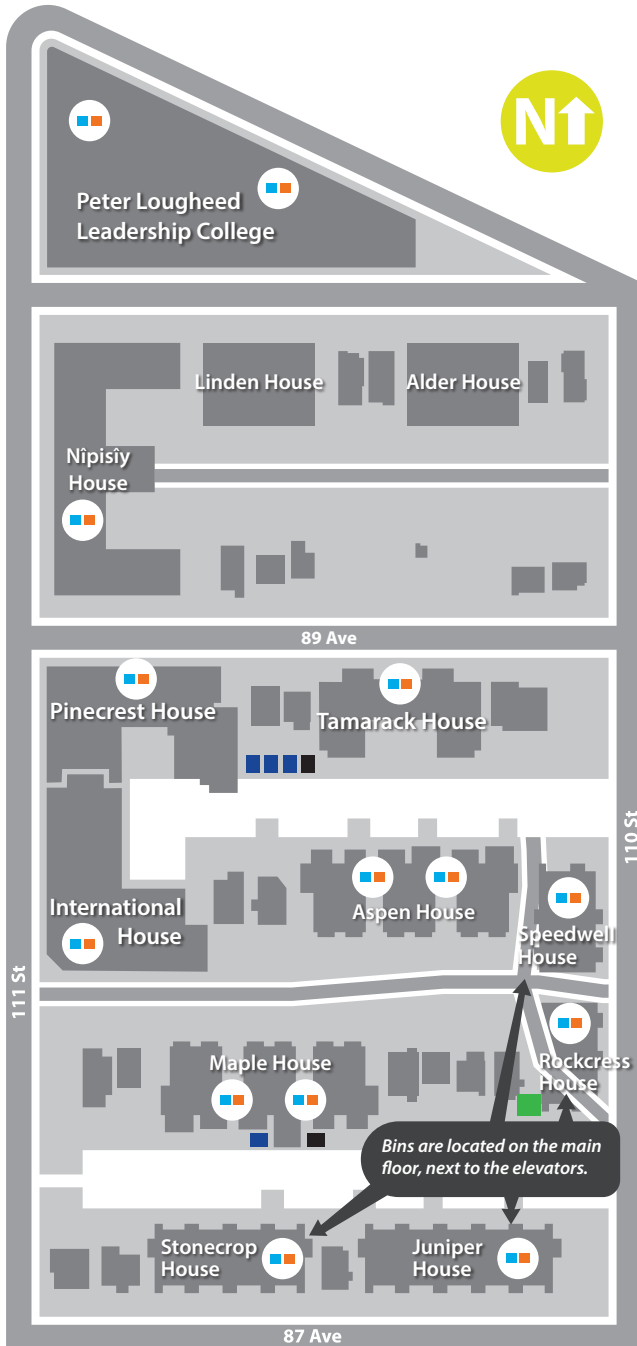 N
Peter Lougheed
Leadership College
Linden House
Alder House
Nîpisîy
House
89 Ave
Pinecrest House
Tamarack House
110 St
Aspen House
International
House
Speedwell
House
111 St
Maple House
Rockcress
House
Bins are located on the main
floor, next to the elevators.
Stonecrop
House
Juniper
House
87 Ave